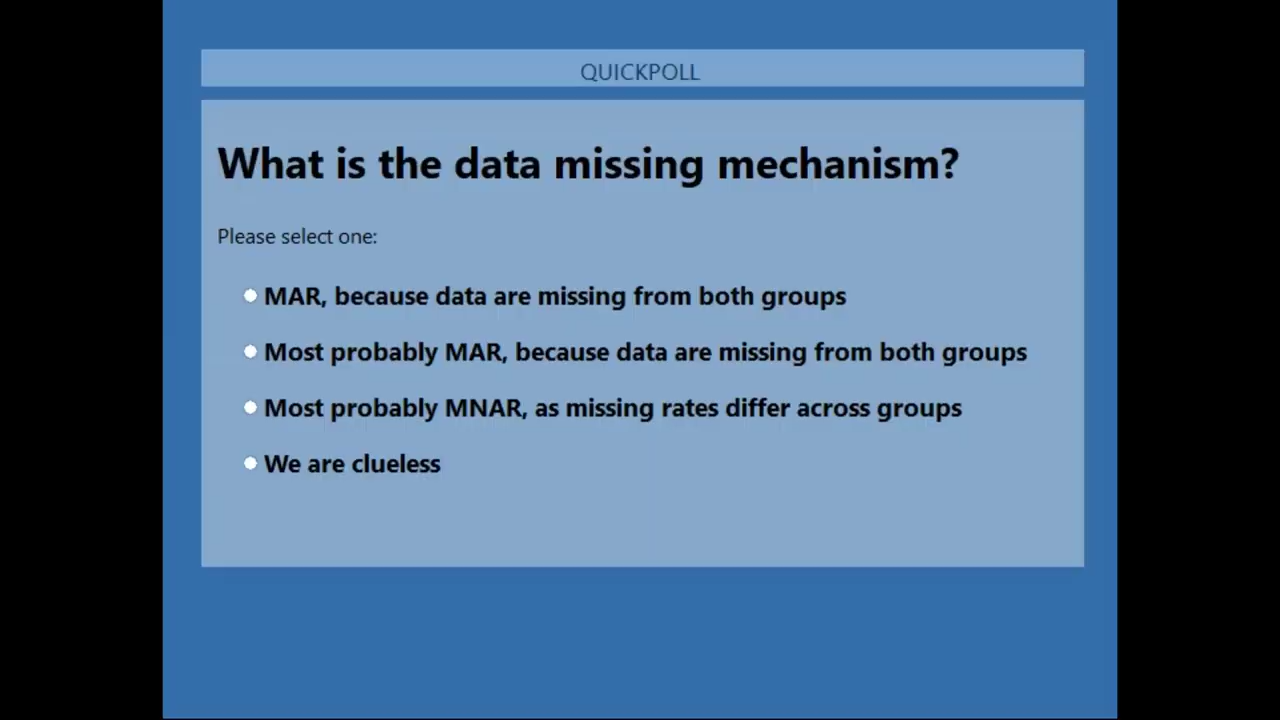 QUICKPOLL
What is the data missing mechanism?
Please select one:
MAR, because data are missing from both groups
Most probably MAR, because data are missing from both groups
Most probably MNAR, as missing rates differ across groups
We are clueless